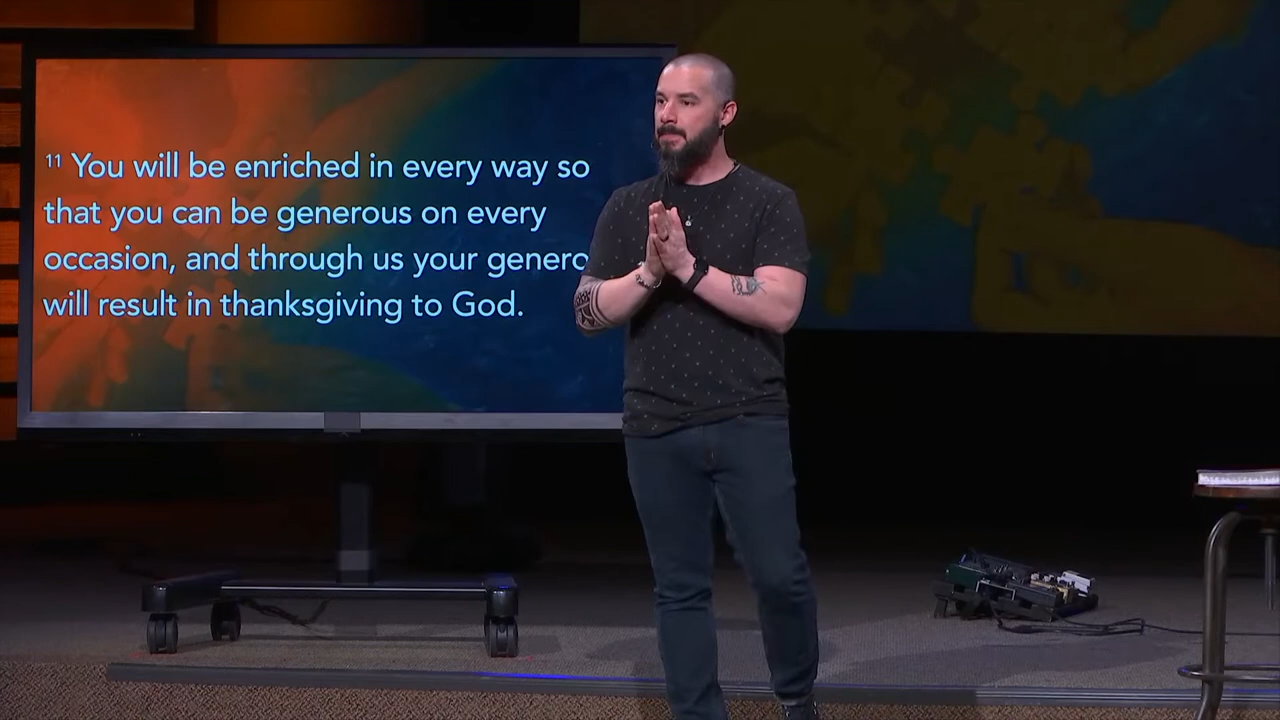 ¹¹ You will be enriched in every way so
that you can be generous on every
occasion, and through us your genero
will result in thanksgiving to God.